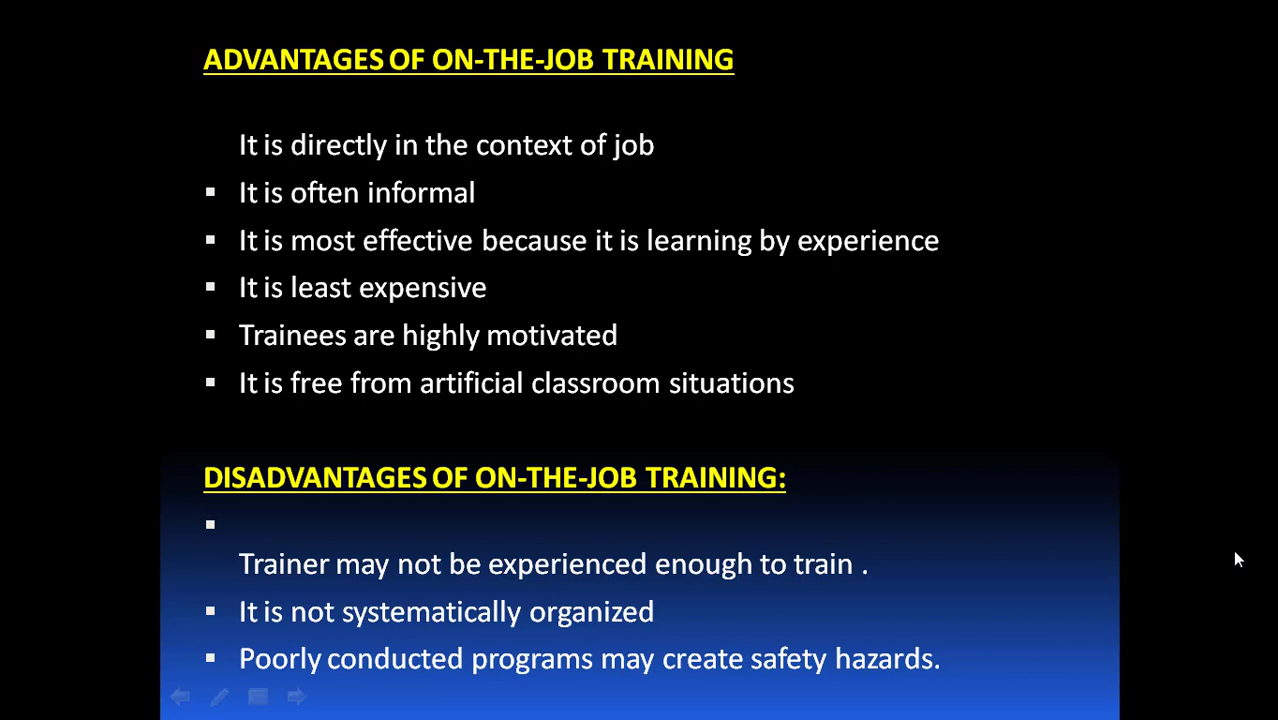 ADVANTAGES OF ON-THE-JOB TRAINING
It is directly in the context of job
▪ It is often informal
▪ It is most effective because it is learning by experience
▪ It is least expensive
▪ Trainees are highly motivated
▪ It is free from artificial classroom situations
DISADVANTAGES OF ON-THE-JOB TRAINING:
▪
Trainer may not be experienced enough to train .
▪ It is not systematically organized
▪ Poorly conducted programs may create safety hazards.